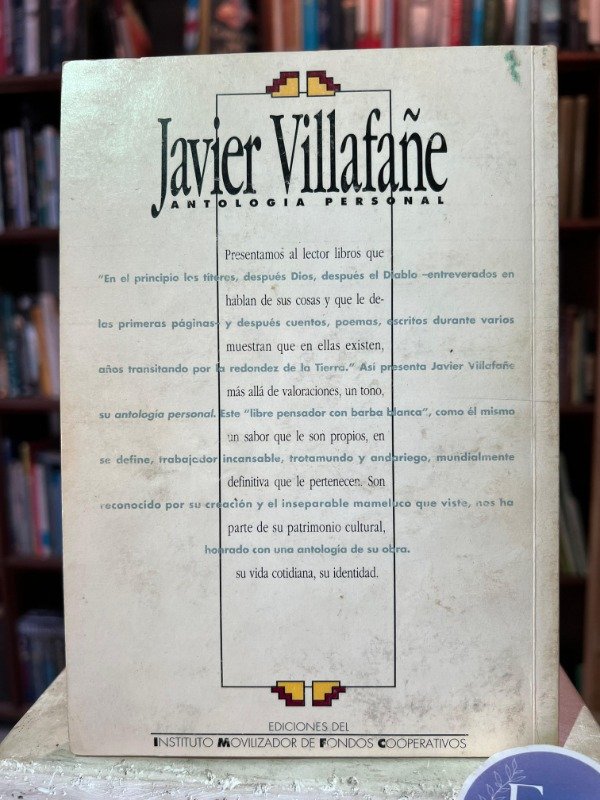 Javier Villafañe
ANTOLOGIA PERSONAL
Presentamos al lector libros que
hablan de sus cosas y que le de-
muestran que en ellas existen,
más allá de valoraciones, un tono,
un sabor que le son propios, en
definitiva que le pertenecen. Son
parte de su patrimonio cultural,
su vida cotidiana, su identidad.
"En el principio los títeres, después Dios, después el Diablo –entreverados en
las primeras páginas– y después cuentos, poemas, escritos durante varios
años transitando por la redondez de la Tierra." Así presenta Javier Villafañe
su antología personal. Este "libre pensador con barba blanca", como él mismo
se define, trabajador incansable, trotamundo y andariego, mundialmente
reconocido por su creación y el inseparable mameluco que viste, nos ha
honrado con una antología de su obra.
EDICIONES DEL
INSTITUTO MOVILIZADOR DE FONDOS COOPERATIVOS